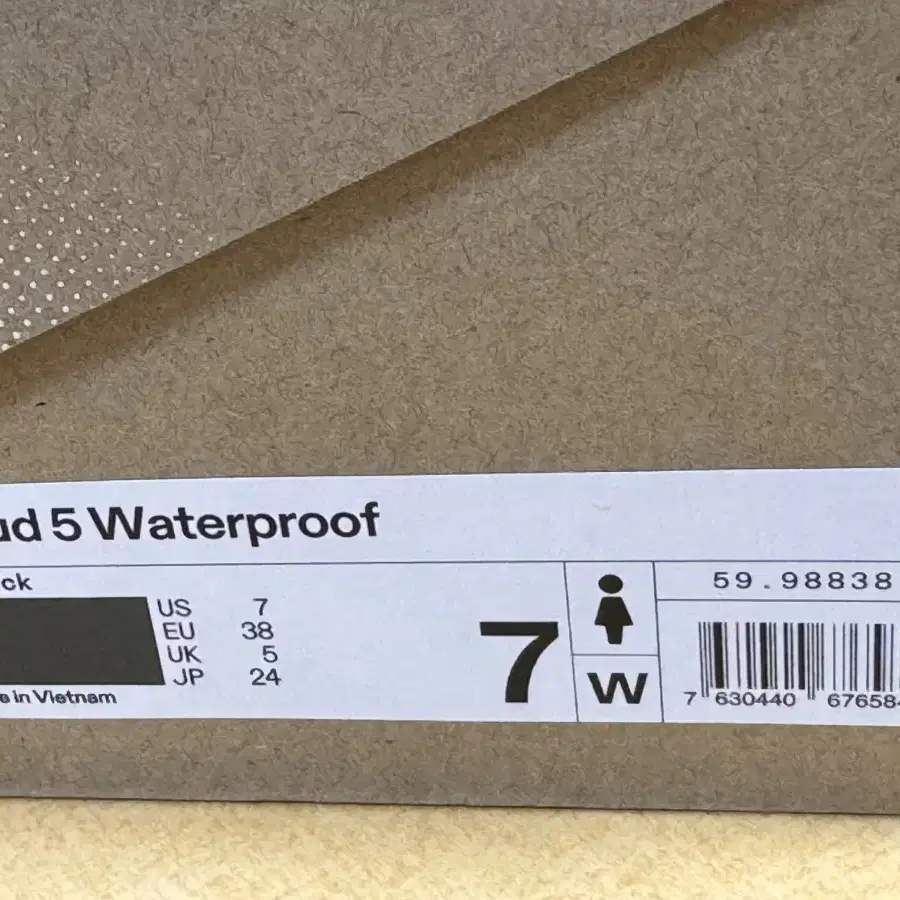 ud 5 Waterproof
ck
US 7
EU 38
UK 5
JP 24
e in Vietnam
7
W
59.98838
7 630440 67658